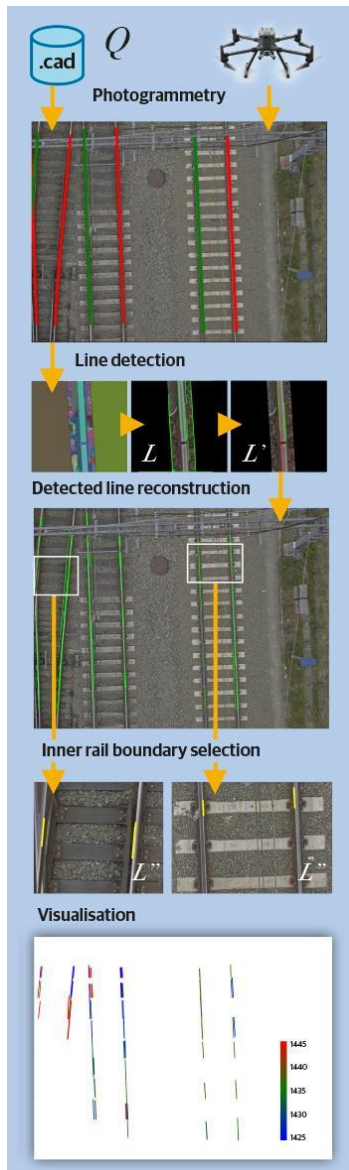 .cad Q
Photogrammetry
Line detection
L L'
Detected line reconstruction
Inner rail boundary selection
L" L"
Visualisation
1445
1440
1435
1430
1425